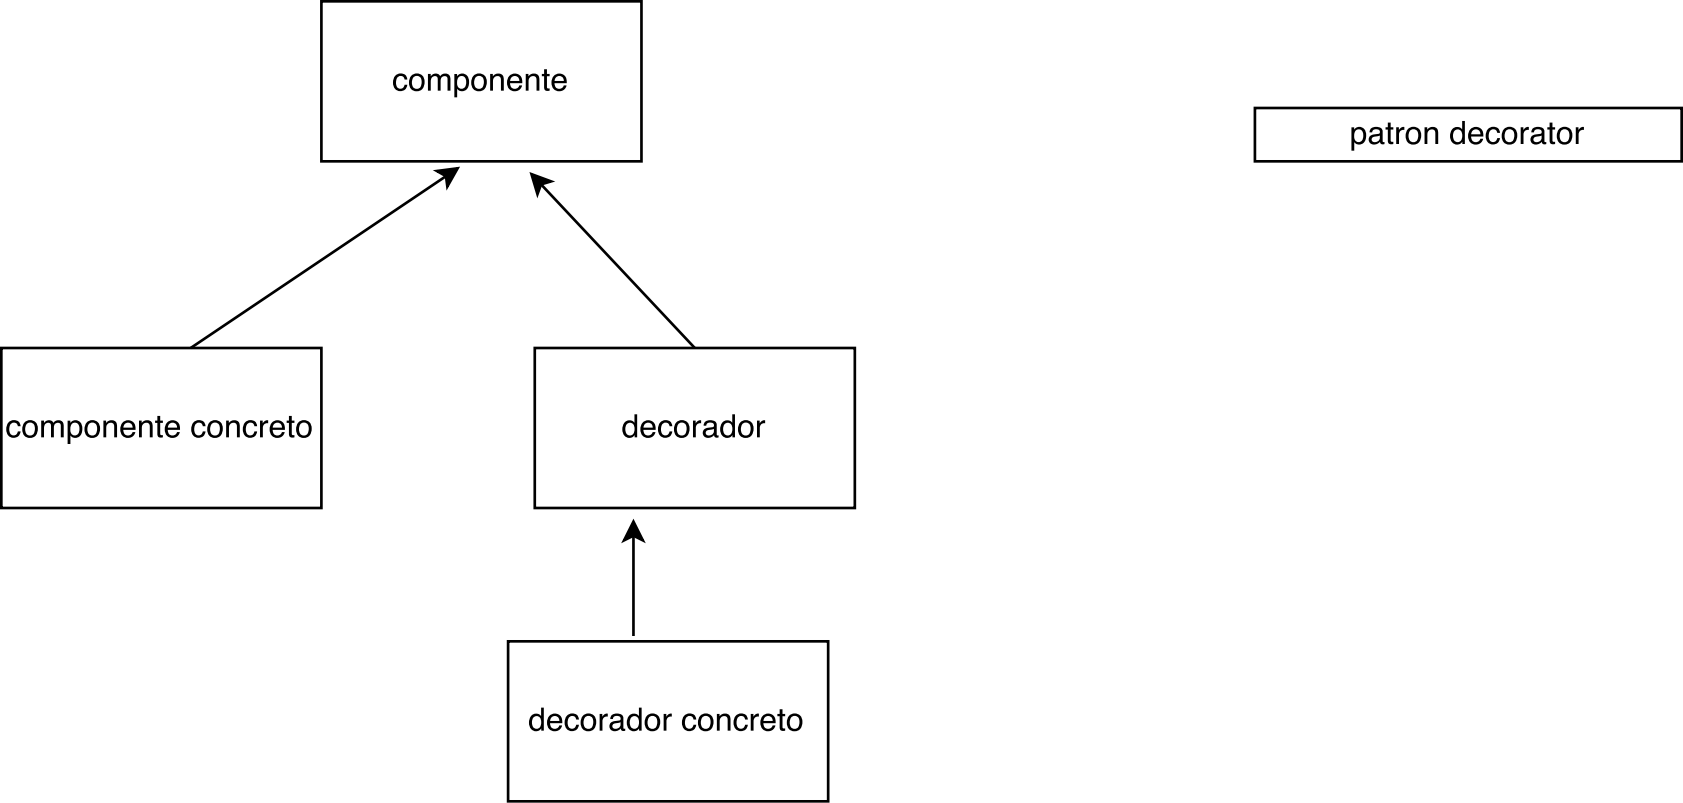 componente
patron decorator
componente concreto
decorador
decorador concreto